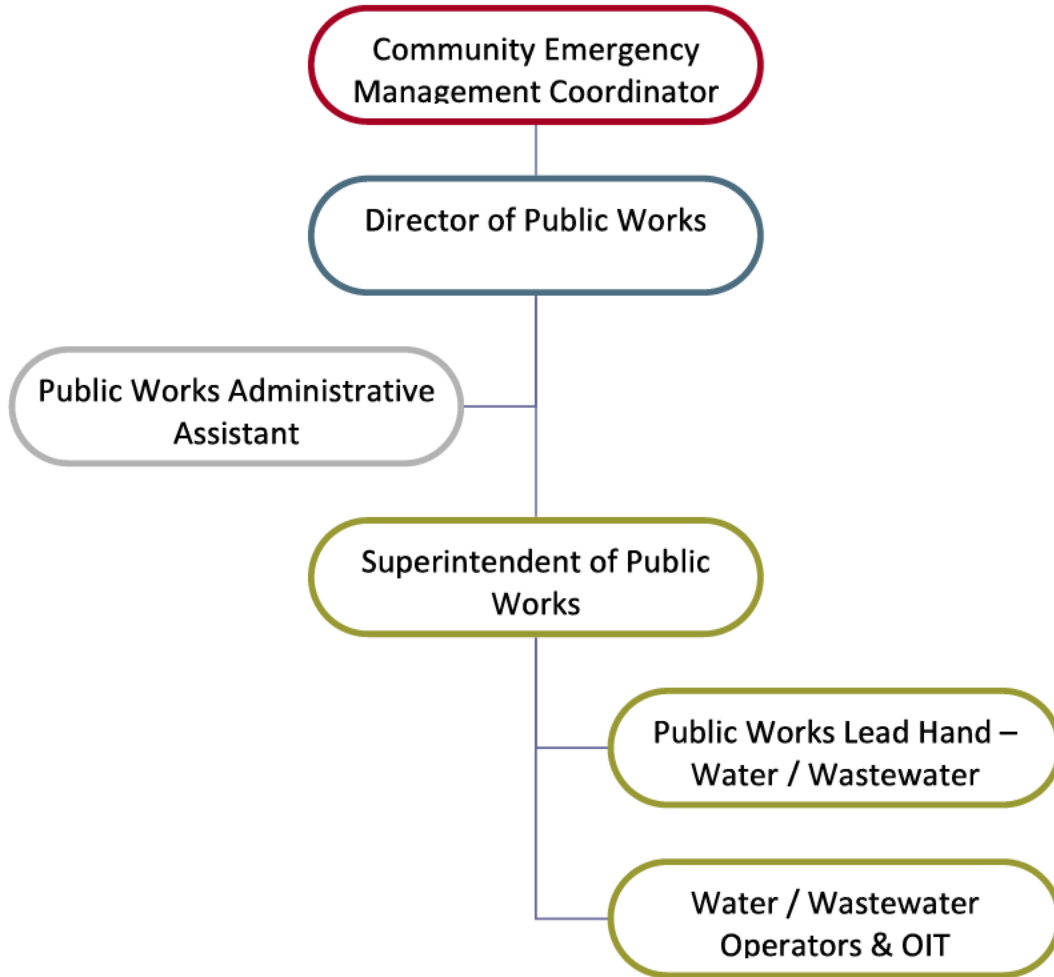 Community Emergency
Management Coordinator
Director of Public Works
Public Works Administrative
Assistant
Superintendent of Public
Works
Public Works Lead Hand –
Water / Wastewater
Water / Wastewater
Operators & OIT